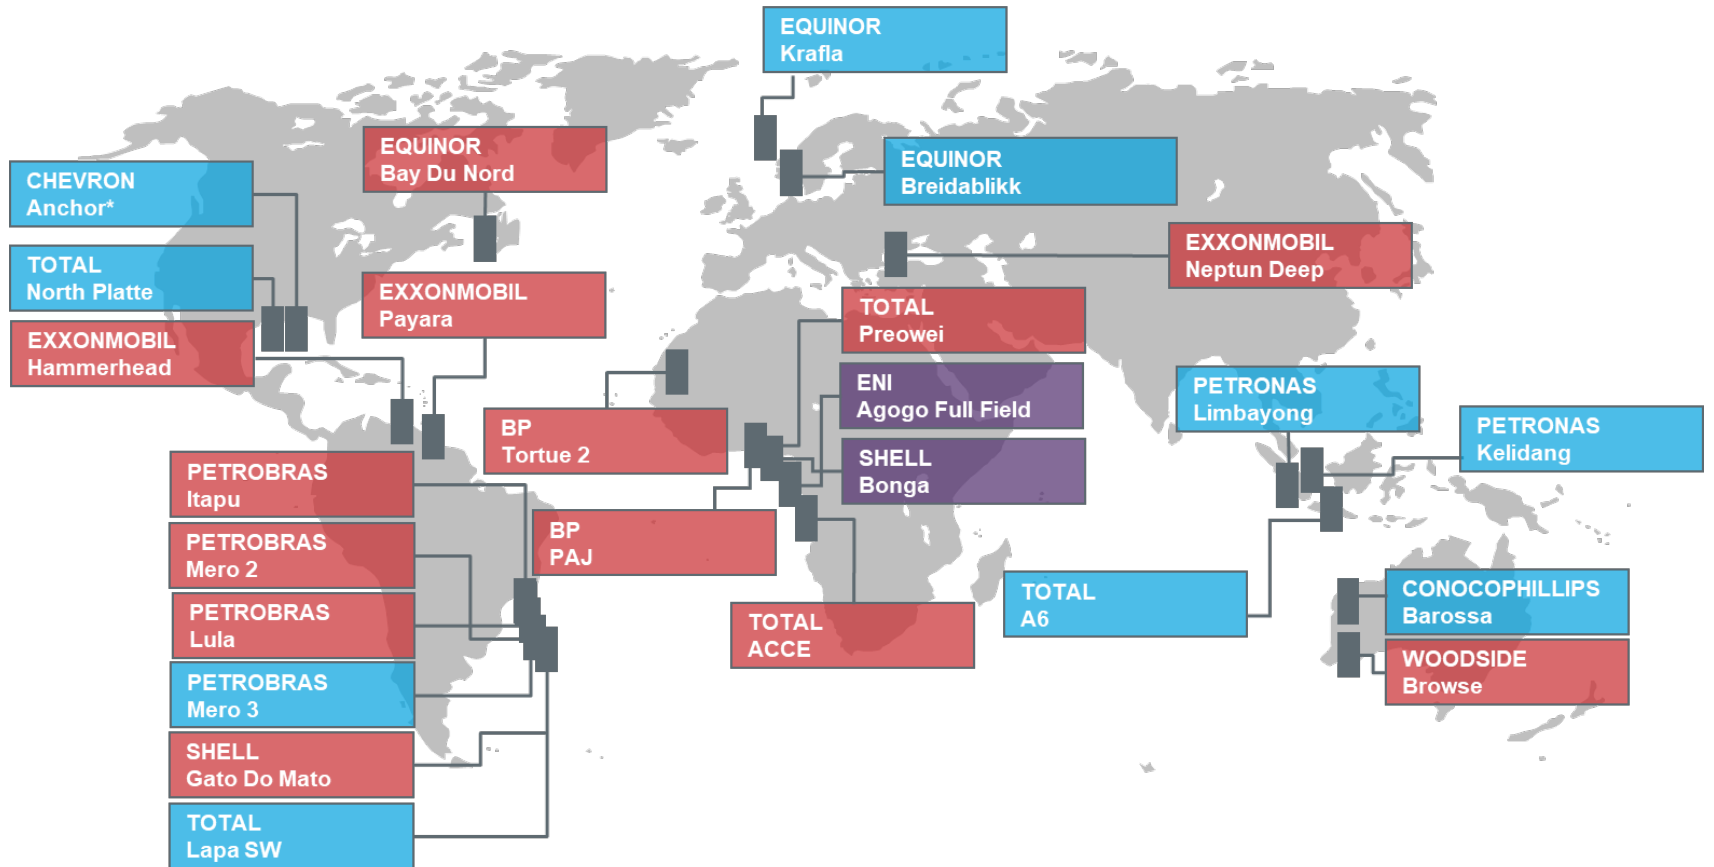 EQUINOR
Krafla
EQUINOR
Bay Du Nord
EQUINOR
Breidablikk
CHEVRON
Anchor*
TOTAL
North Platte
EXXONMOBIL
Hammerhead
EXXONMOBIL
Payara
EXXONMOBIL
Neptun Deep
TOTAL
Preowei
ENI
Agogo Full Field
SHELL
Bonga
BP
Tortue 2
BP
PAJ
TOTAL
ACCE
PETRONAS
Limbayong
PETRONAS
Kelidang
TOTAL
A6
CONOCOPHILLIPS
Barossa
WOODSIDE
Browse
PETROBRAS
Itapu
PETROBRAS
Mero 2
PETROBRAS
Lula
PETROBRAS
Mero 3
SHELL
Gato Do Mato
TOTAL
Lapa SW